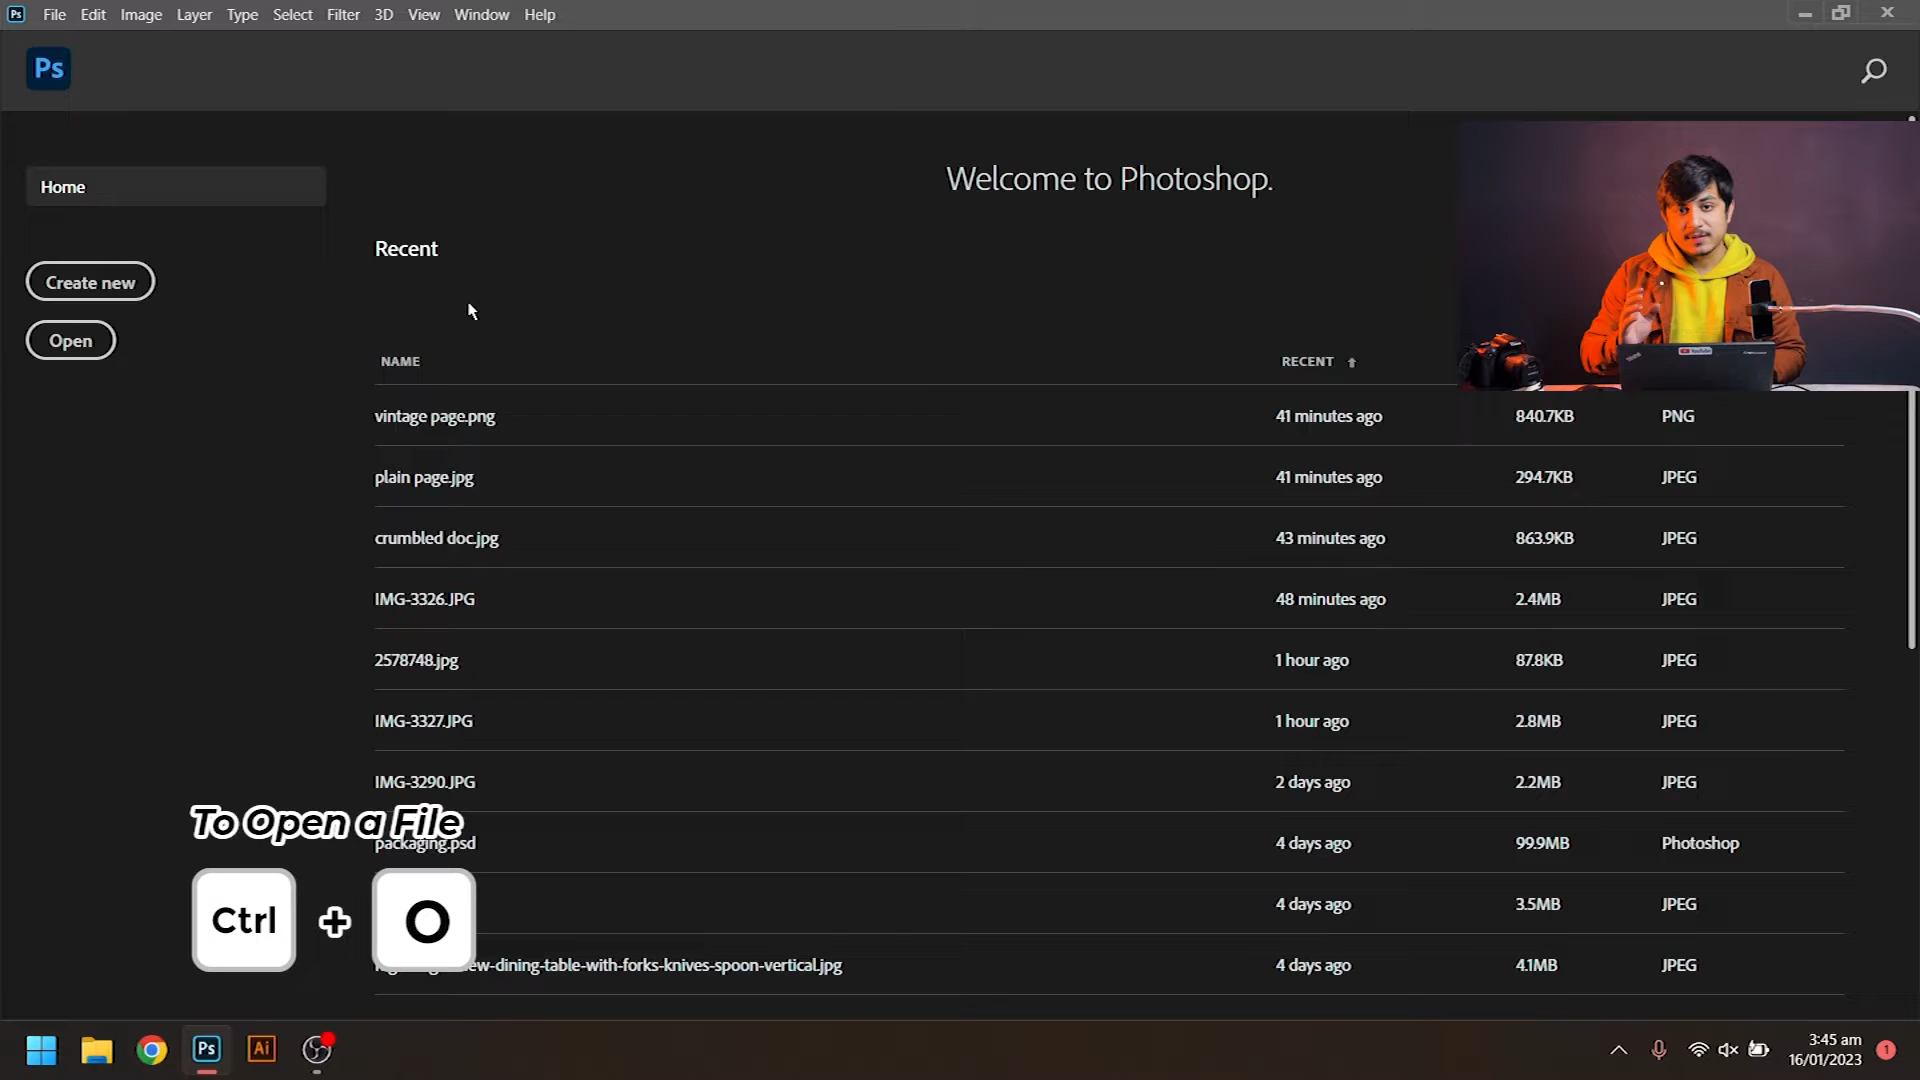 Ps File Edit Image Layer Type Select Filter 3D View Window Help
Ps
Home
Welcome to Photoshop.
Recent
Create new
Open
NAME RECENT
vintage page.png 41 minutes ago 840.7KB PNG
plain page.jpg 41 minutes ago 294.7KB JPEG
crumbled doc.jpg 43 minutes ago 863.9KB JPEG
IMG-3326.JPG 48 minutes ago 2.4MB JPEG
2578748.jpg 1 hour ago 87.8KB JPEG
IMG-3327.JPG 1 hour ago 2.8MB JPEG
IMG-3290.JPG 2 days ago 2.2MB JPEG
To Open a File
packaging.psd 4 days ago 99.9MB Photoshop
4 days ago 3.5MB JPEG
Ctrl + O
-dining-table-with-forks-knives-spoon-vertical.jpg 4 days ago 4.1MB JPEG
YouTube
Ps Ai
3:45 am
16/01/2023 1